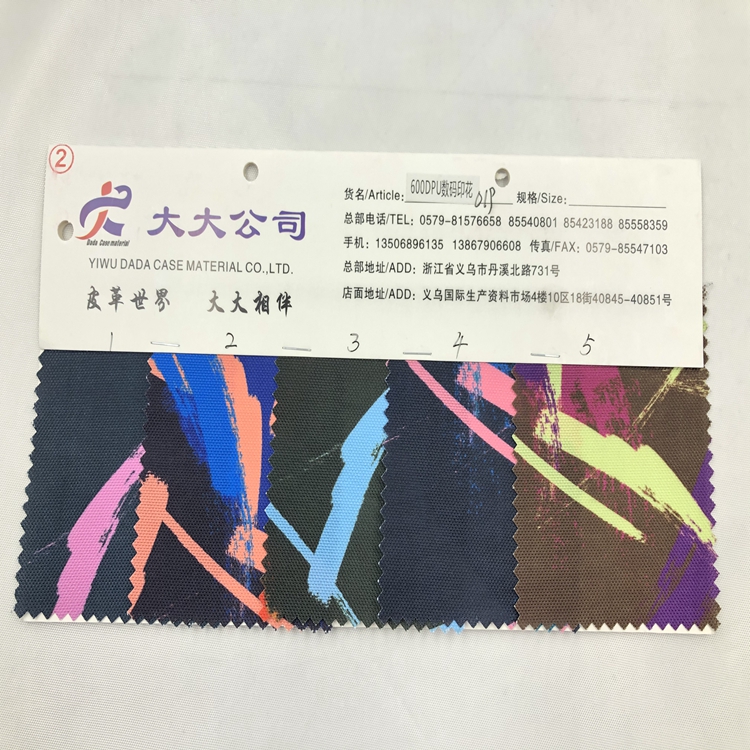 ②
Dada Case material
大大公司
YIWU DADA CASE MATERIAL CO.,LTD.
皮革世界 大大相伴
货名/Article: 600DPU数码印花 规格/Size:
总部电话/TEL: 0579-81576658 85540801 85423188 85558359
手机: 13506896135 13867906608 传真/FAX: 0579-85547103
总部地址/ADD: 浙江省义乌市丹溪北路731号
店面地址/ADD: 义乌国际生产资料市场4楼10区18街40845-40851号
1 2 3 4 5